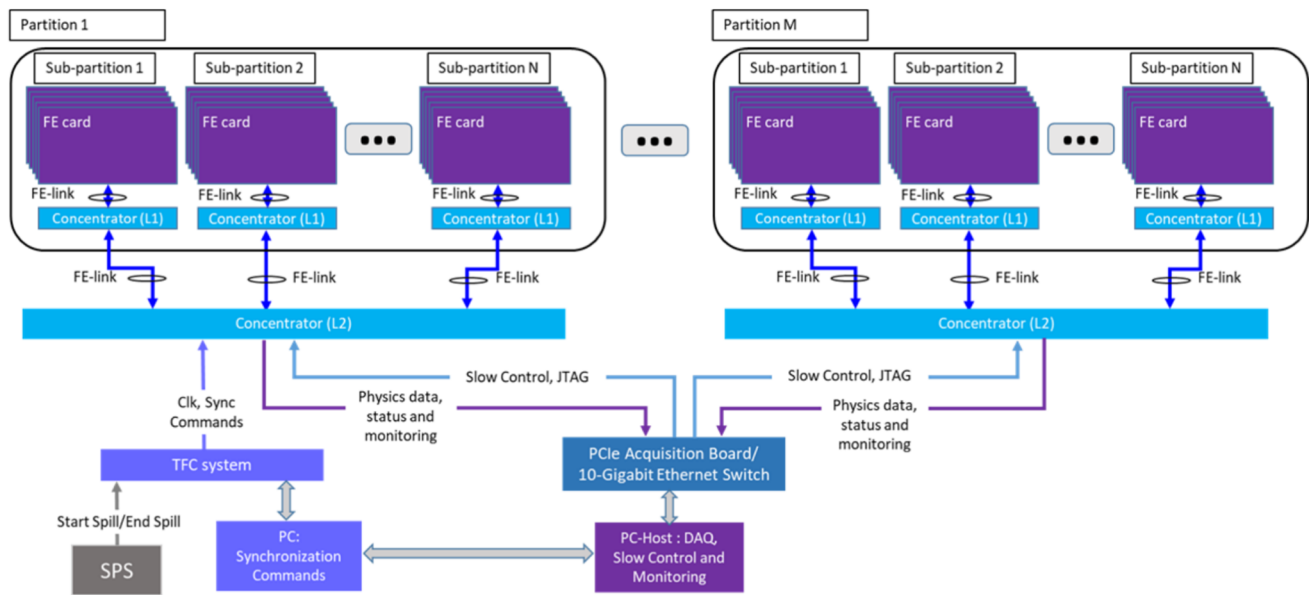 Partition 1
Partition M
Sub-partition 1
Sub-partition 2
Sub-partition N
Sub-partition 1
Sub-partition 2
Sub-partition N
FE card
FE card
FE card
FE card
FE card
FE card
FE-link
FE-link
FE-link
FE-link
FE-link
FE-link
Concentrator (L1)
Concentrator (L1)
Concentrator (L1)
Concentrator (L1)
Concentrator (L1)
Concentrator (L1)
FE-link
FE-link
FE-link
FE-link
FE-link
FE-link
Concentrator (L2)
Concentrator (L2)
Slow Control, JTAG
Slow Control, JTAG
Clk, Sync
Commands
Physics data,
status and
monitoring
Physics data,
status and
monitoring
TFC system
PCIe Acquisition Board/
10-Gigabit Ethernet Switch
Start Spill/End Spill
SPS
PC:
Synchronization
Commands
PC-Host : DAQ,
Slow Control and
Monitoring